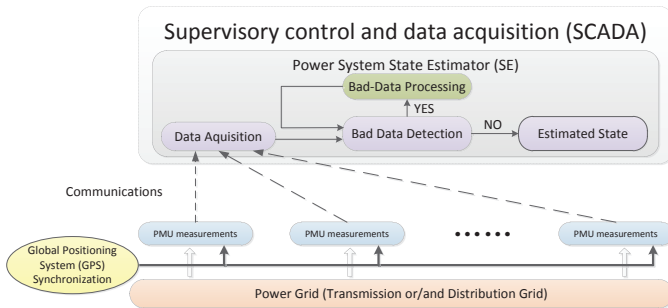 Supervisory control and data acquisition (SCADA)
Power System State Estimator (SE)
Bad-Data Processing
YES
Data Aquisition
Bad Data Detection
NO
Estimated State
Communications
PMU measurements
PMU measurements
PMU measurements
Global Positioning
System (GPS)
Synchronization
Power Grid (Transmission or/and Distribution Grid)